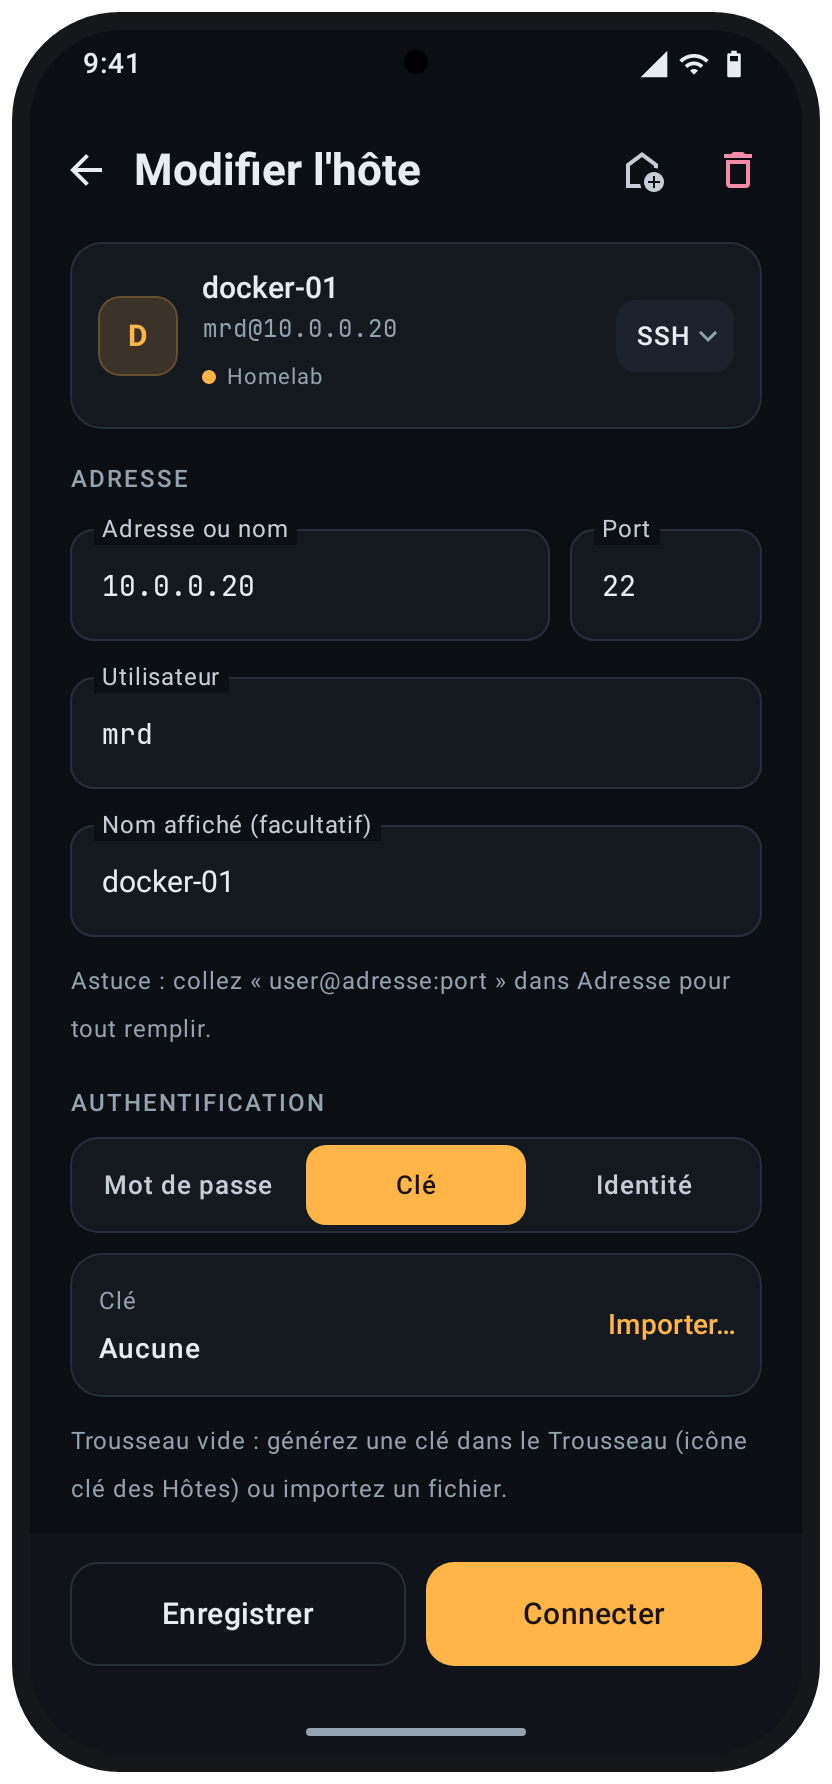 9:41
Modifier l'hôte
D
docker-01
mrd@10.0.0.20
Homelab
SSH
ADRESSE
Adresse ou nom
10.0.0.20
Port
22
Utilisateur
mrd
Nom affiché (facultatif)
docker-01
Astuce : collez « user@adresse:port » dans Adresse pour
tout remplir.
AUTHENTIFICATION
Mot de passe
Clé
Identité
Clé
Aucune
Importer…
Trousseau vide : générez une clé dans le Trousseau (icône
clé des Hôtes) ou importez un fichier.
Enregistrer
Connecter